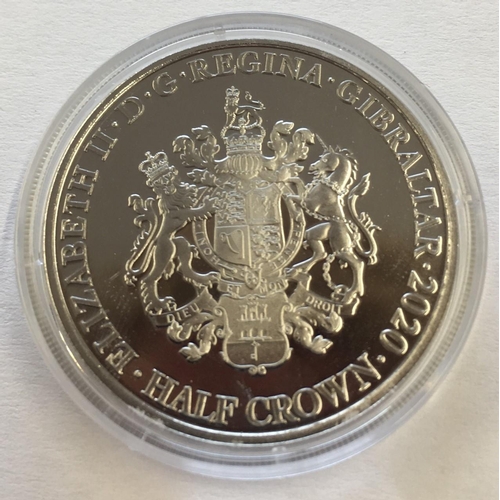 ELIZABETH II · D · G · REGINA · GIBRALTAR · 2020 ·
HALF CROWN ·
DIEU ET MON DROIT